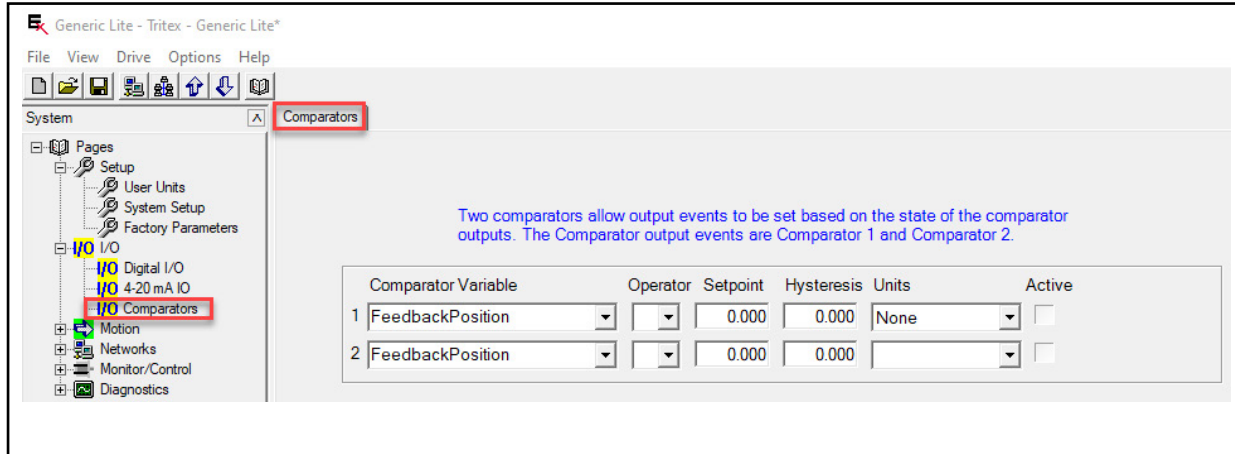 Generic Lite - Tritex - Generic Lite*
File View Drive Options Help
System
Comparators
Pages
Setup
User Units
System Setup
Factory Parameters
I/O I/O
I/O Digital I/O
I/O 4-20 mA IO
I/O Comparators
Motion
Networks
Monitor/Control
Diagnostics
Two comparators allow output events to be set based on the state of the comparator
outputs. The Comparator output events are Comparator 1 and Comparator 2.
Comparator Variable Operator Setpoint Hysteresis Units Active
1 FeedbackPosition 0.000 0.000 None
2 FeedbackPosition 0.000 0.000